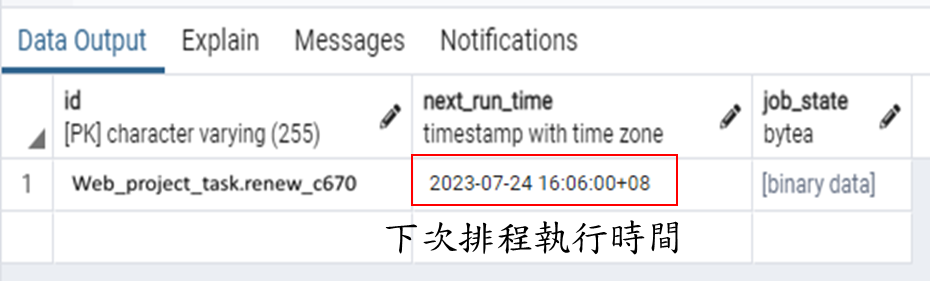 Data Output Explain Messages Notifications
id next_run_time job_state
[PK] character varying (255) timestamp with time zone bytea
1 Web_project_task.renew_c670 2023-07-24 16:06:00+08 [binary data]
下次排程執行時間